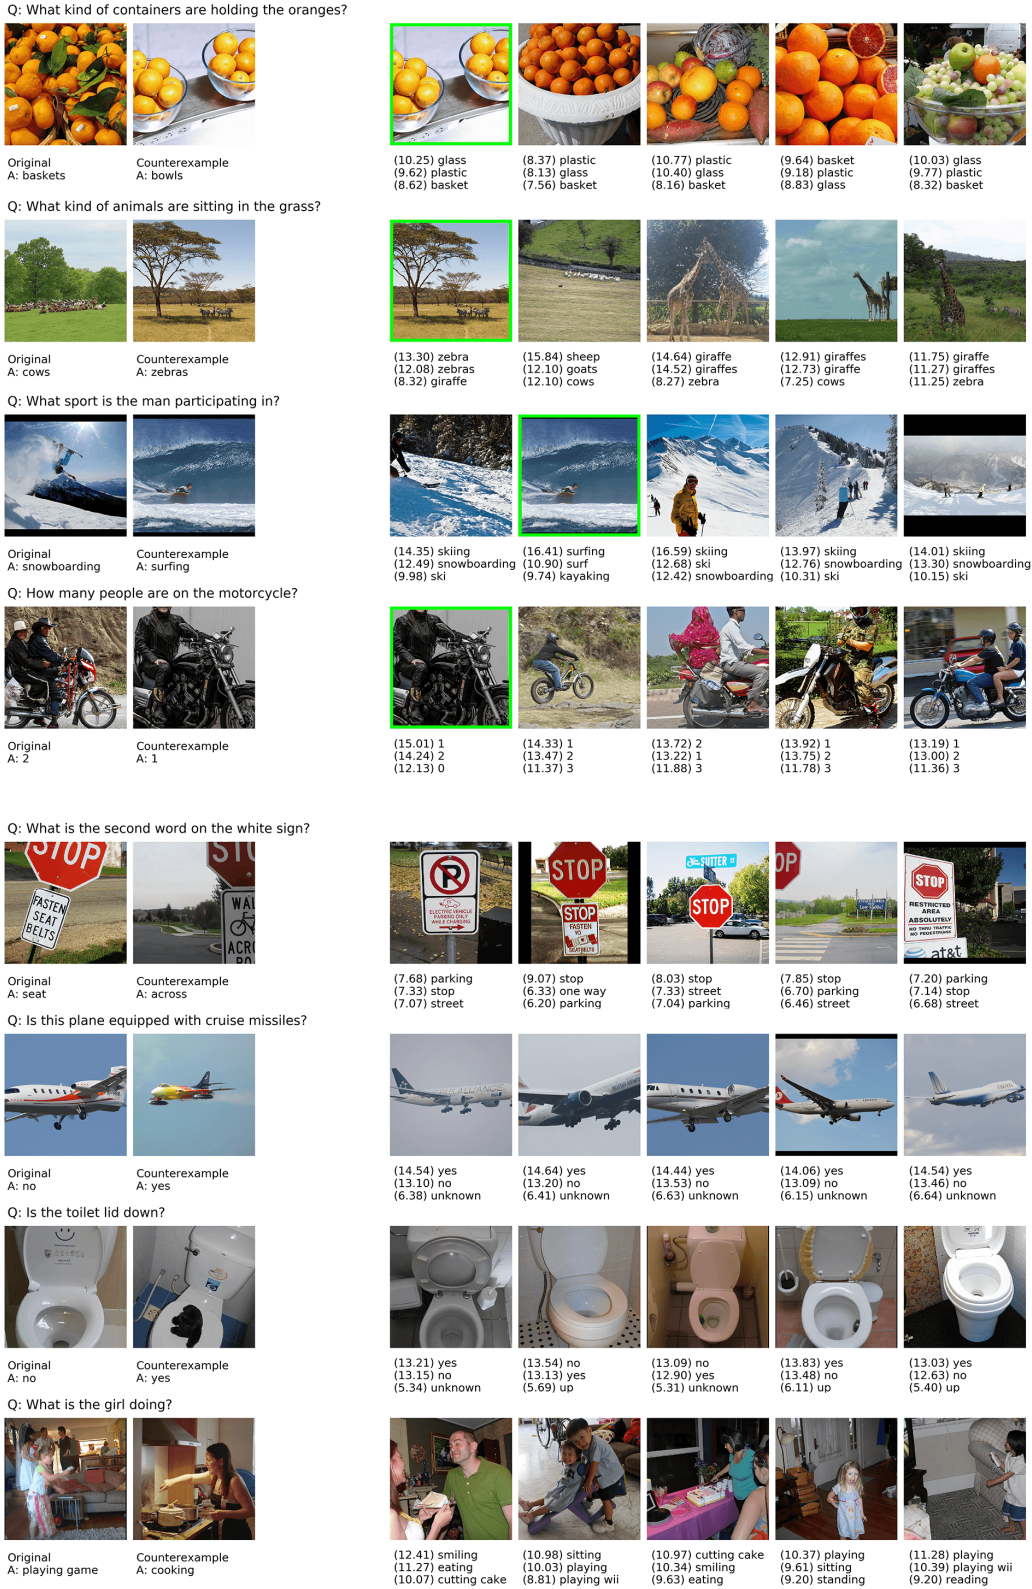 Q: What kind of containers are holding the oranges?
Original
A: baskets
Counterexample
A: bowls
(10.25) glass
(9.62) plastic
(8.62) basket
(8.37) plastic
(8.13) glass
(7.56) basket
(10.77) plastic
(10.40) glass
(8.16) basket
(9.64) basket
(9.18) plastic
(8.83) glass
(10.03) glass
(9.77) plastic
(8.32) basket
Q: What kind of animals are sitting in the grass?
Original
A: cows
Counterexample
A: zebras
(13.30) zebra
(12.08) zebras
(8.32) giraffe
(15.84) sheep
(12.10) goats
(12.10) cows
(14.64) giraffe
(14.52) giraffes
(8.27) zebra
(12.91) giraffes
(12.73) giraffe
(7.25) cows
(11.75) giraffe
(11.27) giraffes
(11.25) zebra
Q: What sport is the man participating in?
Original
A: snowboarding
Counterexample
A: surfing
(14.35) skiing
(12.49) snowboarding
(9.98) ski
(16.41) surfing
(10.90) surf
(9.74) kayaking
(16.59) skiing
(12.68) ski
(12.42) snowboarding
(13.97) skiing
(12.76) snowboarding
(10.31) ski
(14.01) skiing
(13.30) snowboarding
(10.15) ski
Q: How many people are on the motorcycle?
Original
A: 2
Counterexample
A: 1
(15.01) 1
(14.24) 2
(12.13) 0
(14.33) 1
(13.47) 2
(11.37) 3
(13.72) 2
(13.22) 1
(11.88) 3
(13.92) 1
(13.75) 2
(11.78) 3
(13.19) 1
(13.00) 2
(11.36) 3
Q: What is the second word on the white sign?
STOP
FASTEN
SEAT
BELTS
STO
WAL
ACRO
RO
P
ELECTRIC VEHICLE
PARKING ONLY
WHILE CHARGING
STOP
STOP
FASTEN
YO
SEATBELTS
SUTTER ST
STOP
OP
STOP
RESTRICTED
AREA
ABSOLUTELY
NO THRU TRAFFIC
NO PEDESTRIANS
at&t
Original
A: seat
Counterexample
A: across
(7.68) parking
(7.33) stop
(7.07) street
(9.07) stop
(6.33) one way
(6.20) parking
(8.03) stop
(7.33) street
(7.04) parking
(7.85) stop
(6.70) parking
(6.46) street
(7.20) parking
(7.14) stop
(6.68) street
Q: Is this plane equipped with cruise missiles?
Original
A: no
Counterexample
A: yes
(14.54) yes
(13.10) no
(6.38) unknown
(14.64) yes
(13.20) no
(6.41) unknown
(14.44) yes
(13.53) no
(6.63) unknown
(14.06) yes
(13.09) no
(6.15) unknown
(14.54) yes
(13.46) no
(6.64) unknown
Q: Is the toilet lid down?
Original
A: no
Counterexample
A: yes
(13.21) yes
(13.15) no
(5.34) unknown
(13.54) no
(13.13) yes
(5.69) up
(13.09) no
(12.90) yes
(5.31) unknown
(13.83) yes
(13.48) no
(6.11) up
(13.03) yes
(12.63) no
(5.40) up
Q: What is the girl doing?
Original
A: playing game
Counterexample
A: cooking
(12.41) smiling
(11.27) eating
(10.07) cutting cake
(10.98) sitting
(10.03) playing
(8.81) playing wii
(10.97) cutting cake
(10.34) smiling
(9.63) eating
(10.37) playing
(9.61) sitting
(9.20) standing
(11.28) playing
(10.39) playing wii
(9.20) reading